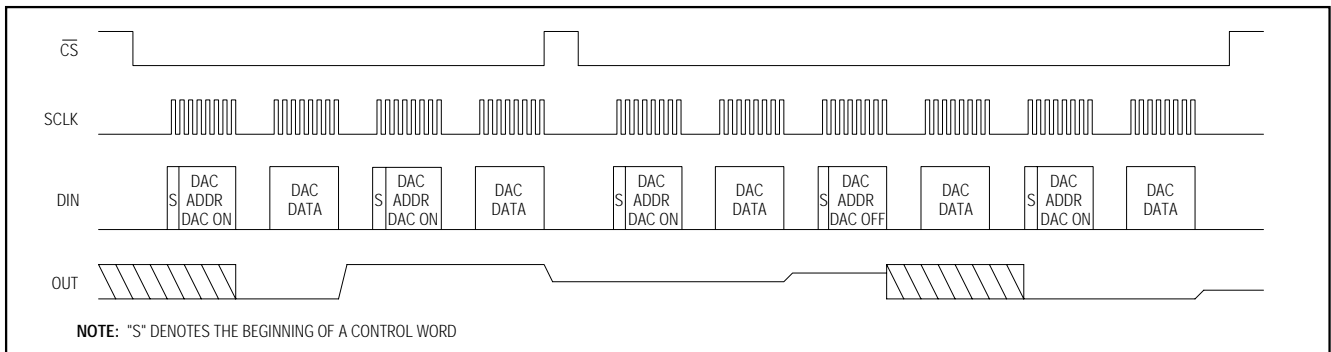 CS
SCLK
DIN
S
DAC
ADDR
DAC ON
DAC
DATA
S
DAC
ADDR
DAC ON
DAC
DATA
S
DAC
ADDR
DAC ON
DAC
DATA
S
DAC
ADDR
DAC OFF
DAC
DATA
S
DAC
ADDR
DAC ON
DAC
DATA
OUT
NOTE: "S" DENOTES THE BEGINNING OF A CONTROL WORD